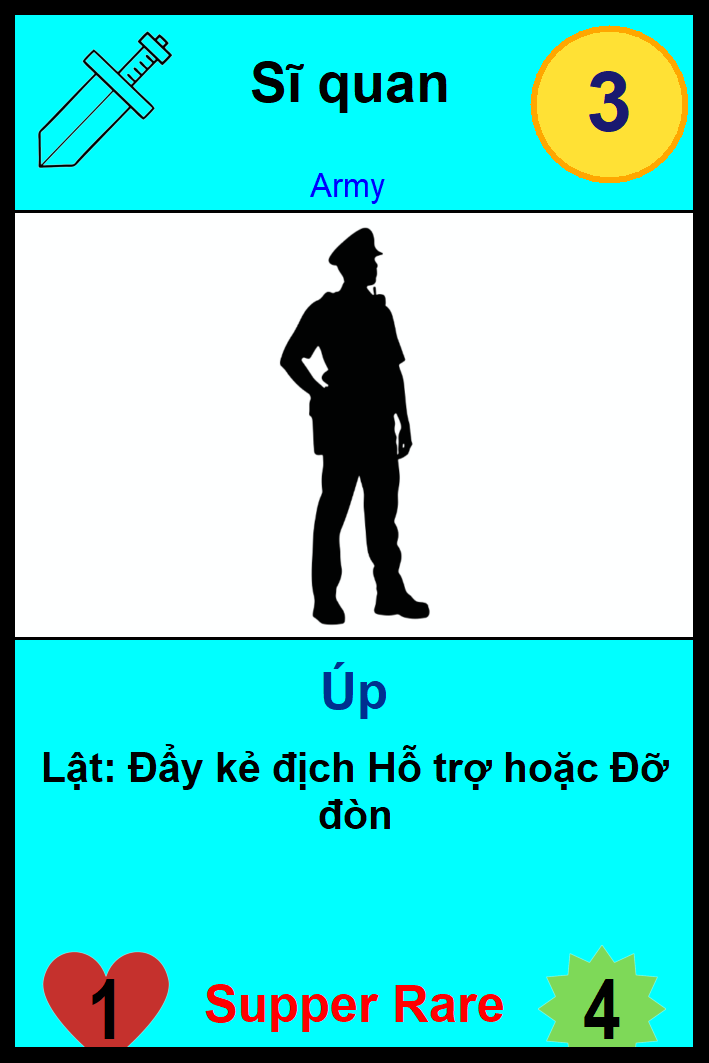 Sĩ quan
3
Army
Úp
Lật: Đẩy kẻ địch Hỗ trợ hoặc Đỡ
đòn
1
Supper Rare
4